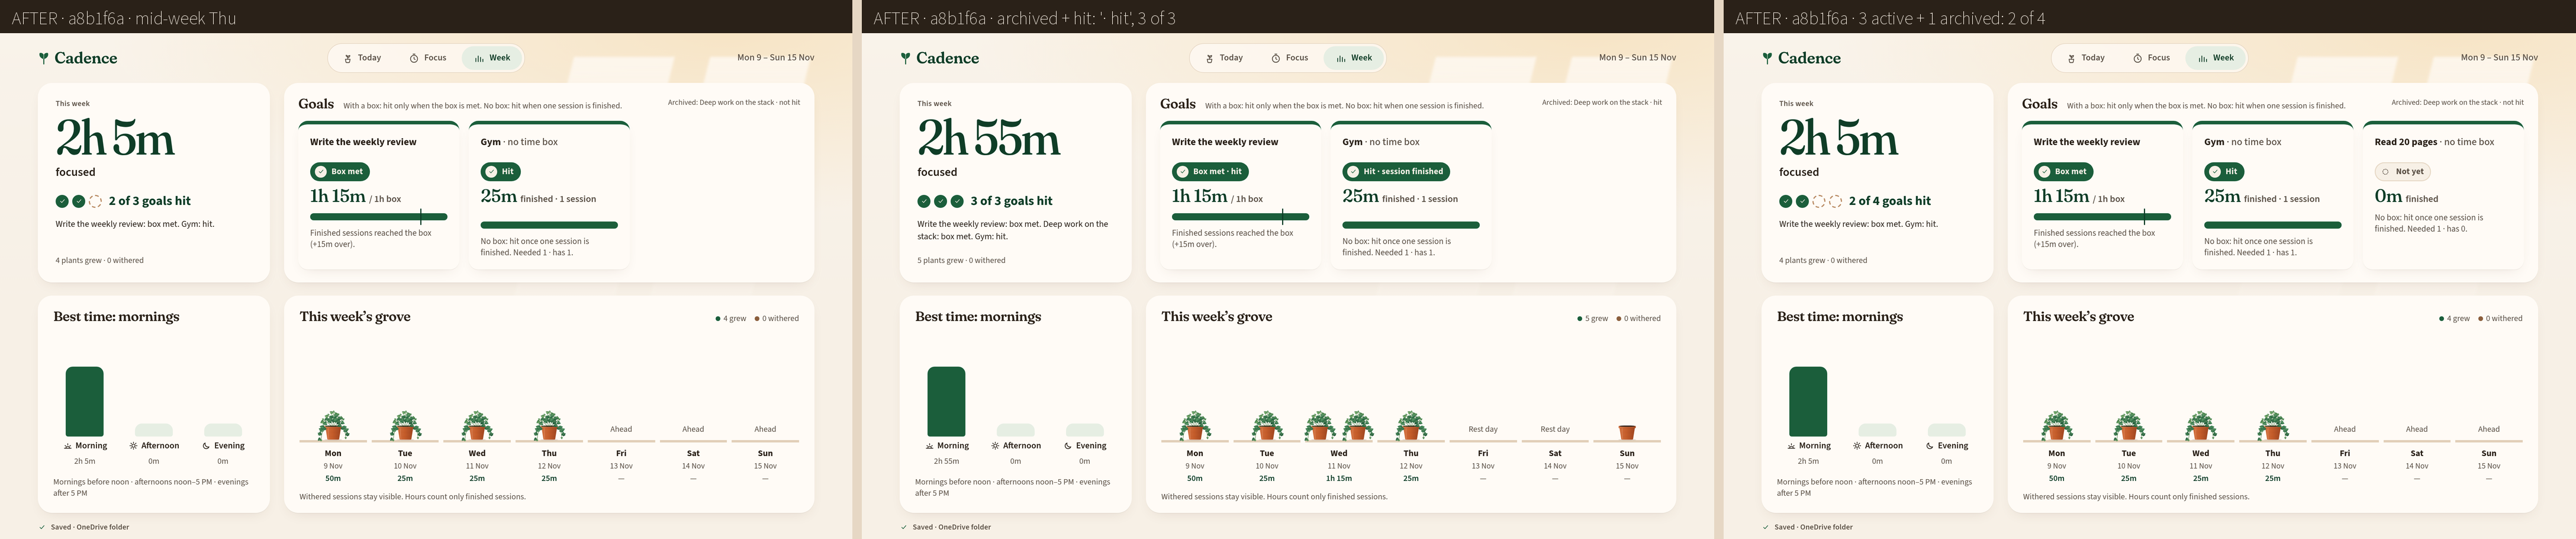 AFTER · a8b1f6a · mid-week Thu
Cadence
Today
Focus
Week
Mon 9 – Sun 15 Nov
This week
2h 5m
focused
2 of 3 goals hit
Write the weekly review: box met. Gym: hit.
4 plants grew · 0 withered
Goals
With a box: hit only when the box is met. No box: hit when one session is finished.
Archived: Deep work on the stack · not hit
Write the weekly review
Box met
1h 15m / 1h box
Finished sessions reached the box
(+15m over).
Gym · no time box
Hit
25m finished · 1 session
No box: hit once one session is
finished. Needed 1 · has 1.
Best time: mornings
Morning
Afternoon
Evening
2h 5m
0m
0m
Mornings before noon · afternoons noon–5 PM · evenings
after 5 PM
This week's grove
4 grew
0 withered
Ahead
Ahead
Ahead
Mon
Tue
Wed
Thu
Fri
Sat
Sun
9 Nov
10 Nov
11 Nov
12 Nov
13 Nov
14 Nov
15 Nov
50m
25m
25m
25m
—
—
—
Withered sessions stay visible. Hours count only finished sessions.
Saved · OneDrive folder
AFTER · a8b1f6a · archived + hit: '· hit', 3 of 3
Cadence
Today
Focus
Week
Mon 9 – Sun 15 Nov
This week
2h 55m
focused
3 of 3 goals hit
Write the weekly review: box met. Deep work on the
stack: box met. Gym: hit.
5 plants grew · 0 withered
Goals
With a box: hit only when the box is met. No box: hit when one session is finished.
Archived: Deep work on the stack · hit
Write the weekly review
Box met · hit
1h 15m / 1h box
Finished sessions reached the box
(+15m over).
Gym · no time box
Hit · session finished
25m finished · 1 session
No box: hit once one session is
finished. Needed 1 · has 1.
Best time: mornings
Morning
Afternoon
Evening
2h 55m
0m
0m
Mornings before noon · afternoons noon–5 PM · evenings
after 5 PM
This week's grove
5 grew
0 withered
Rest day
Rest day
Mon
Tue
Wed
Thu
Fri
Sat
Sun
9 Nov
10 Nov
11 Nov
12 Nov
13 Nov
14 Nov
15 Nov
50m
25m
1h 15m
25m
—
—
—
Withered sessions stay visible. Hours count only finished sessions.
Saved · OneDrive folder
AFTER · a8b1f6a · 3 active + 1 archived: 2 of 4
Cadence
Today
Focus
Week
Mon 9 – Sun 15 Nov
This week
2h 5m
focused
2 of 4 goals hit
Write the weekly review: box met. Gym: hit.
4 plants grew · 0 withered
Goals
With a box: hit only when the box is met. No box: hit when one session is finished.
Archived: Deep work on the stack · not hit
Write the weekly review
Box met
1h 15m / 1h box
Finished sessions reached the box
(+15m over).
Gym · no time box
Hit
25m finished · 1 session
No box: hit once one session is
finished. Needed 1 · has 1.
Read 20 pages · no time box
Not yet
0m finished
No box: hit once one session is
finished. Needed 1 · has 0.
Best time: mornings
Morning
Afternoon
Evening
2h 5m
0m
0m
Mornings before noon · afternoons noon–5 PM · evenings
after 5 PM
This week's grove
4 grew
0 withered
Ahead
Ahead
Ahead
Mon
Tue
Wed
Thu
Fri
Sat
Sun
9 Nov
10 Nov
11 Nov
12 Nov
13 Nov
14 Nov
15 Nov
50m
25m
25m
25m
—
—
—
Withered sessions stay visible. Hours count only finished sessions.
Saved · OneDrive folder